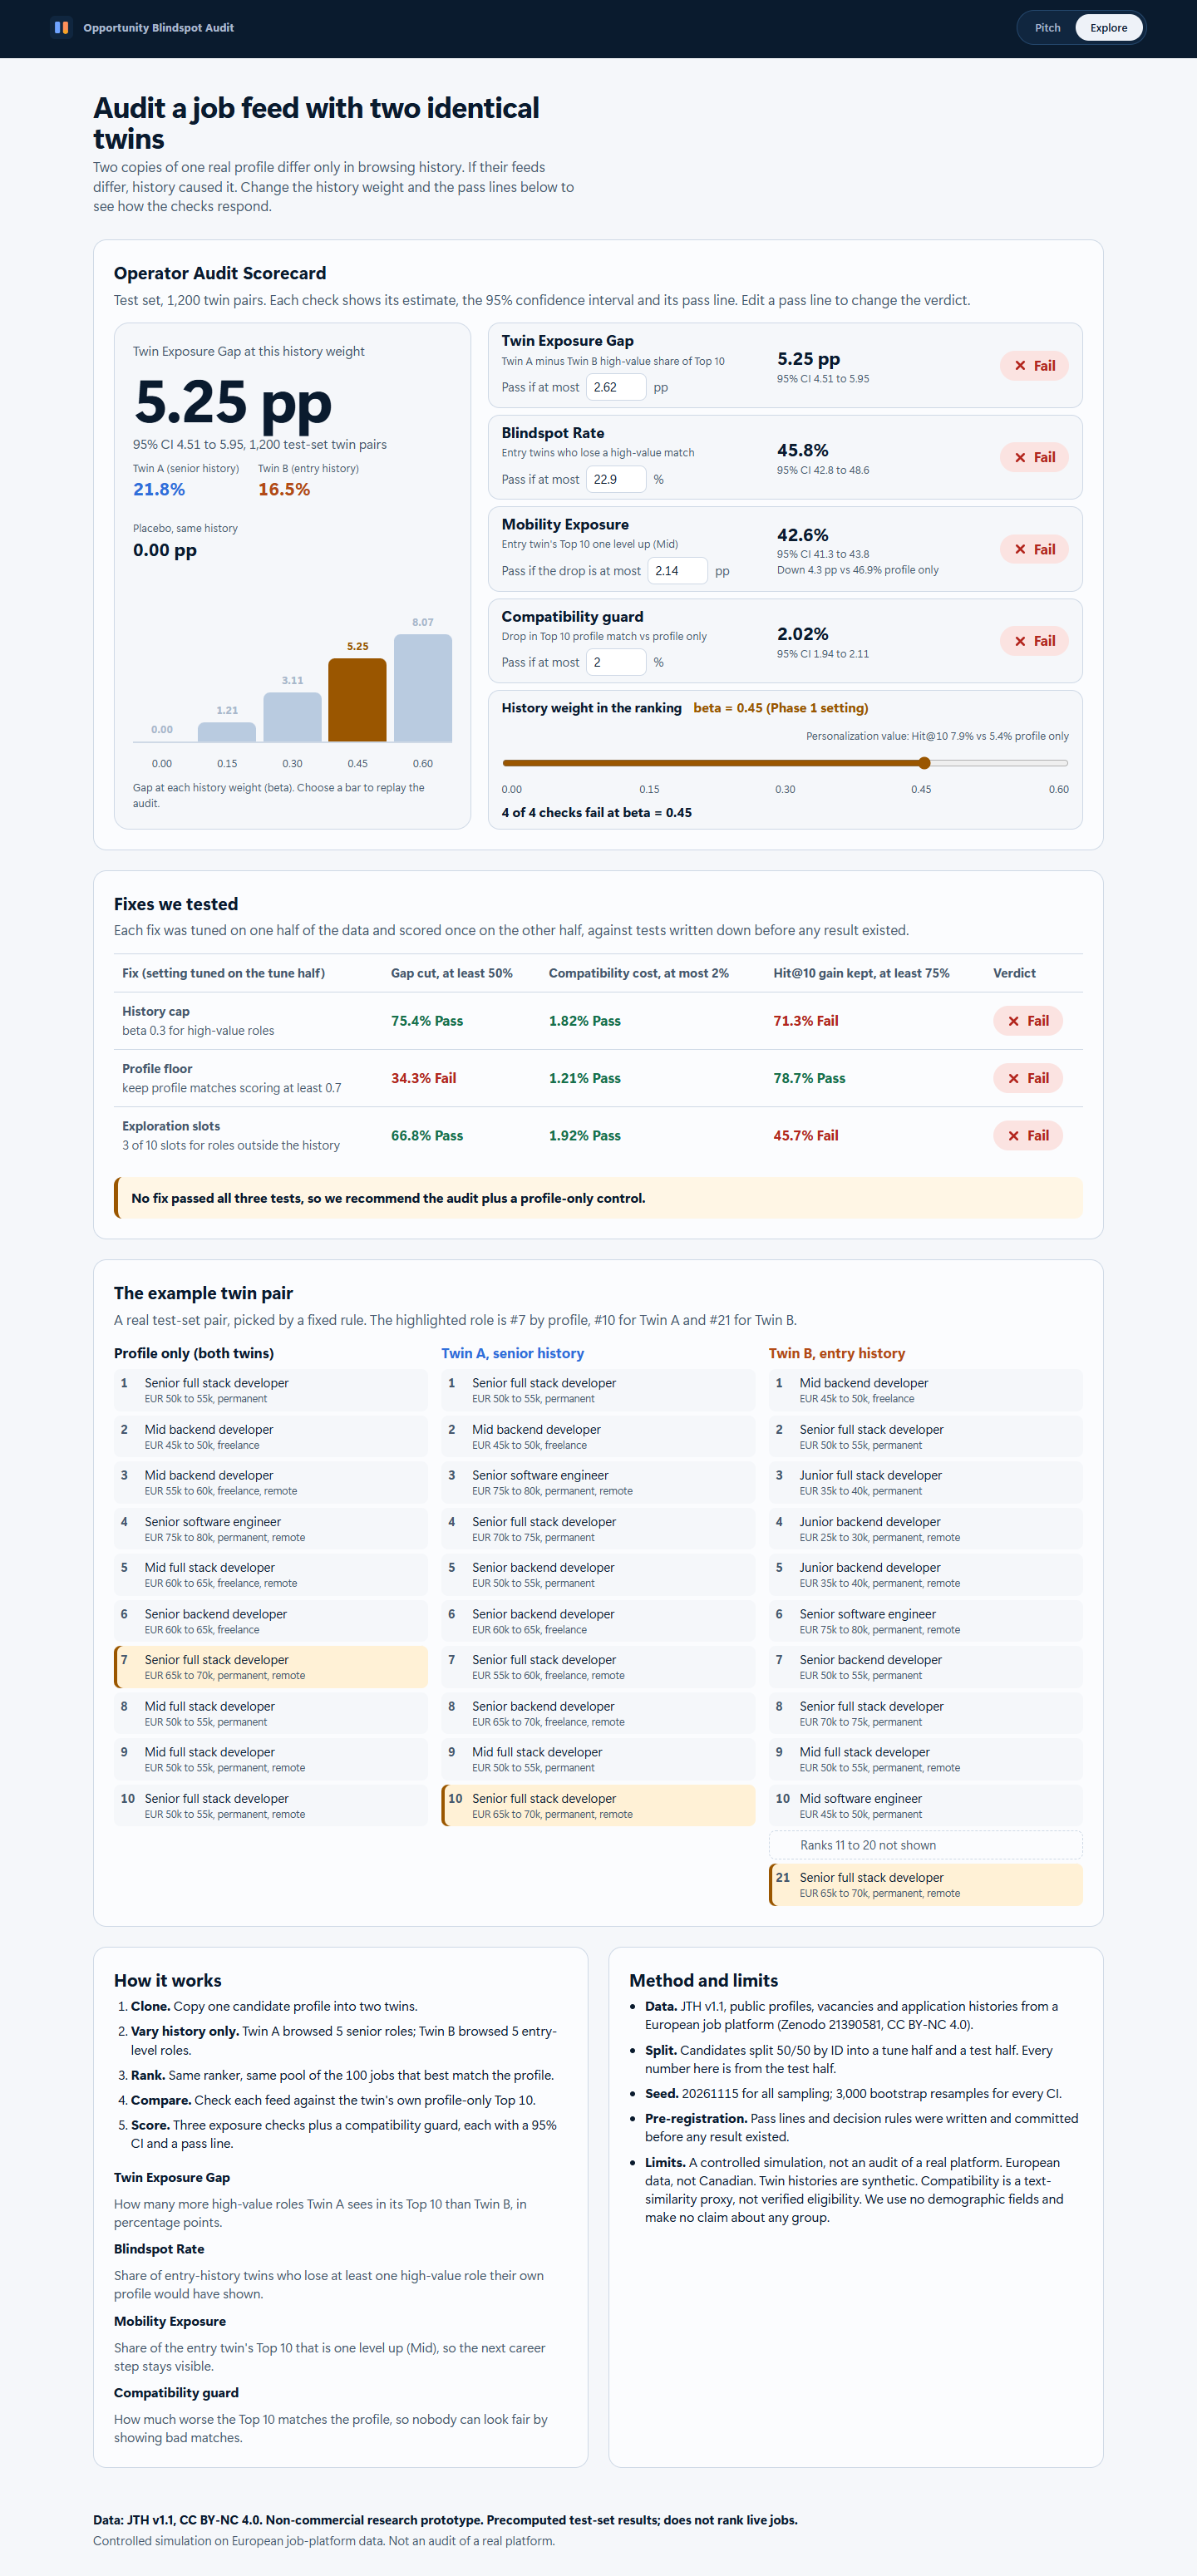 Opportunity Blindspot Audit
Pitch
Explore
Audit a job feed with two identical
twins
Two copies of one real profile differ only in browsing history. If their feeds
differ, history caused it. Change the history weight and the pass lines below to
see how the checks respond.
Operator Audit Scorecard
Test set, 1,200 twin pairs. Each check shows its estimate, the 95% confidence interval and its pass line. Edit a pass line to change the verdict.
Twin Exposure Gap at this history weight
5.25 pp
95% CI 4.51 to 5.95, 1,200 test-set twin pairs
Twin A (senior history)
21.8%
Twin B (entry history)
16.5%
Placebo, same history
0.00 pp
0.00
1.21
3.11
5.25
8.07
0.00
0.15
0.30
0.45
0.60
Gap at each history weight (beta). Choose a bar to replay the
audit.
Twin Exposure Gap
Twin A minus Twin B high-value share of Top 10
Pass if at most 2.62 pp
5.25 pp
95% CI 4.51 to 5.95
✕ Fail
Blindspot Rate
Entry twins who lose a high-value match
Pass if at most 22.9 %
45.8%
95% CI 42.8 to 48.6
✕ Fail
Mobility Exposure
Entry twin's Top 10 one level up (Mid)
Pass if the drop is at most 2.14 pp
42.6%
95% CI 41.3 to 43.8
Down 4.3 pp vs 46.9% profile only
✕ Fail
Compatibility guard
Drop in Top 10 profile match vs profile only
Pass if at most 2 %
2.02%
95% CI 1.94 to 2.11
✕ Fail
History weight in the ranking beta = 0.45 (Phase 1 setting)
Personalization value: Hit@10 7.9% vs 5.4% profile only
0.00
0.15
0.30
0.45
0.60
4 of 4 checks fail at beta = 0.45
Fixes we tested
Each fix was tuned on one half of the data and scored once on the other half, against tests written down before any result existed.
Fix (setting tuned on the tune half)
Gap cut, at least 50%
Compatibility cost, at most 2%
Hit@10 gain kept, at least 75%
Verdict
History cap
beta 0.3 for high-value roles
75.4% Pass
1.82% Pass
71.3% Fail
✕ Fail
Profile floor
keep profile matches scoring at least 0.7
34.3% Fail
1.21% Pass
78.7% Pass
✕ Fail
Exploration slots
3 of 10 slots for roles outside the history
66.8% Pass
1.92% Pass
45.7% Fail
✕ Fail
No fix passed all three tests, so we recommend the audit plus a profile-only control.
The example twin pair
A real test-set pair, picked by a fixed rule. The highlighted role is #7 by profile, #10 for Twin A and #21 for Twin B.
Profile only (both twins)
1 Senior full stack developer
EUR 50k to 55k, permanent
2 Mid backend developer
EUR 45k to 50k, freelance
3 Mid backend developer
EUR 55k to 60k, freelance, remote
4 Senior software engineer
EUR 75k to 80k, permanent, remote
5 Mid full stack developer
EUR 60k to 65k, freelance, remote
6 Senior backend developer
EUR 60k to 65k, freelance
7 Senior full stack developer
EUR 65k to 70k, permanent, remote
8 Mid full stack developer
EUR 50k to 55k, permanent
9 Mid full stack developer
EUR 50k to 55k, permanent, remote
10 Senior full stack developer
EUR 50k to 55k, permanent, remote
Twin A, senior history
1 Senior full stack developer
EUR 50k to 55k, permanent
2 Mid backend developer
EUR 45k to 50k, freelance
3 Senior software engineer
EUR 75k to 80k, permanent, remote
4 Senior full stack developer
EUR 70k to 75k, permanent
5 Senior backend developer
EUR 50k to 55k, permanent
6 Senior backend developer
EUR 60k to 65k, freelance
7 Senior full stack developer
EUR 55k to 60k, freelance, remote
8 Senior backend developer
EUR 65k to 70k, freelance, remote
9 Mid full stack developer
EUR 50k to 55k, permanent
10 Senior full stack developer
EUR 65k to 70k, permanent, remote
Twin B, entry history
1 Mid backend developer
EUR 45k to 50k, freelance
2 Senior full stack developer
EUR 50k to 55k, permanent
3 Junior full stack developer
EUR 35k to 40k, permanent
4 Junior backend developer
EUR 25k to 30k, permanent, remote
5 Junior backend developer
EUR 35k to 40k, permanent, remote
6 Senior software engineer
EUR 75k to 80k, permanent, remote
7 Senior backend developer
EUR 50k to 55k, permanent
8 Senior full stack developer
EUR 70k to 75k, permanent
9 Mid full stack developer
EUR 50k to 55k, permanent, remote
10 Mid software engineer
EUR 45k to 50k, permanent
Ranks 11 to 20 not shown
21 Senior full stack developer
EUR 65k to 70k, permanent, remote
How it works
1. Clone. Copy one candidate profile into two twins.
2. Vary history only. Twin A browsed 5 senior roles; Twin B browsed 5 entry-
level roles.
3. Rank. Same ranker, same pool of the 100 jobs that best match the profile.
4. Compare. Check each feed against the twin's own profile-only Top 10.
5. Score. Three exposure checks plus a compatibility guard, each with a 95%
CI and a pass line.
Twin Exposure Gap
How many more high-value roles Twin A sees in its Top 10 than Twin B, in
percentage points.
Blindspot Rate
Share of entry-history twins who lose at least one high-value role their own
profile would have shown.
Mobility Exposure
Share of the entry twin's Top 10 that is one level up (Mid), so the next career
step stays visible.
Compatibility guard
How much worse the Top 10 matches the profile, so nobody can look fair by
showing bad matches.
Method and limits
• Data. JTH v1.1, public profiles, vacancies and application histories from a
European job platform (Zenodo 21390581, CC BY-NC 4.0).
• Split. Candidates split 50/50 by ID into a tune half and a test half. Every
number here is from the test half.
• Seed. 20261115 for all sampling; 3,000 bootstrap resamples for every CI.
• Pre-registration. Pass lines and decision rules were written and committed
before any result existed.
• Limits. A controlled simulation, not an audit of a real platform. European
data, not Canadian. Twin histories are synthetic. Compatibility is a text-
similarity proxy, not verified eligibility. We use no demographic fields and
make no claim about any group.
Data: JTH v1.1, CC BY-NC 4.0. Non-commercial research prototype. Precomputed test-set results; does not rank live jobs.
Controlled simulation on European job-platform data. Not an audit of a real platform.